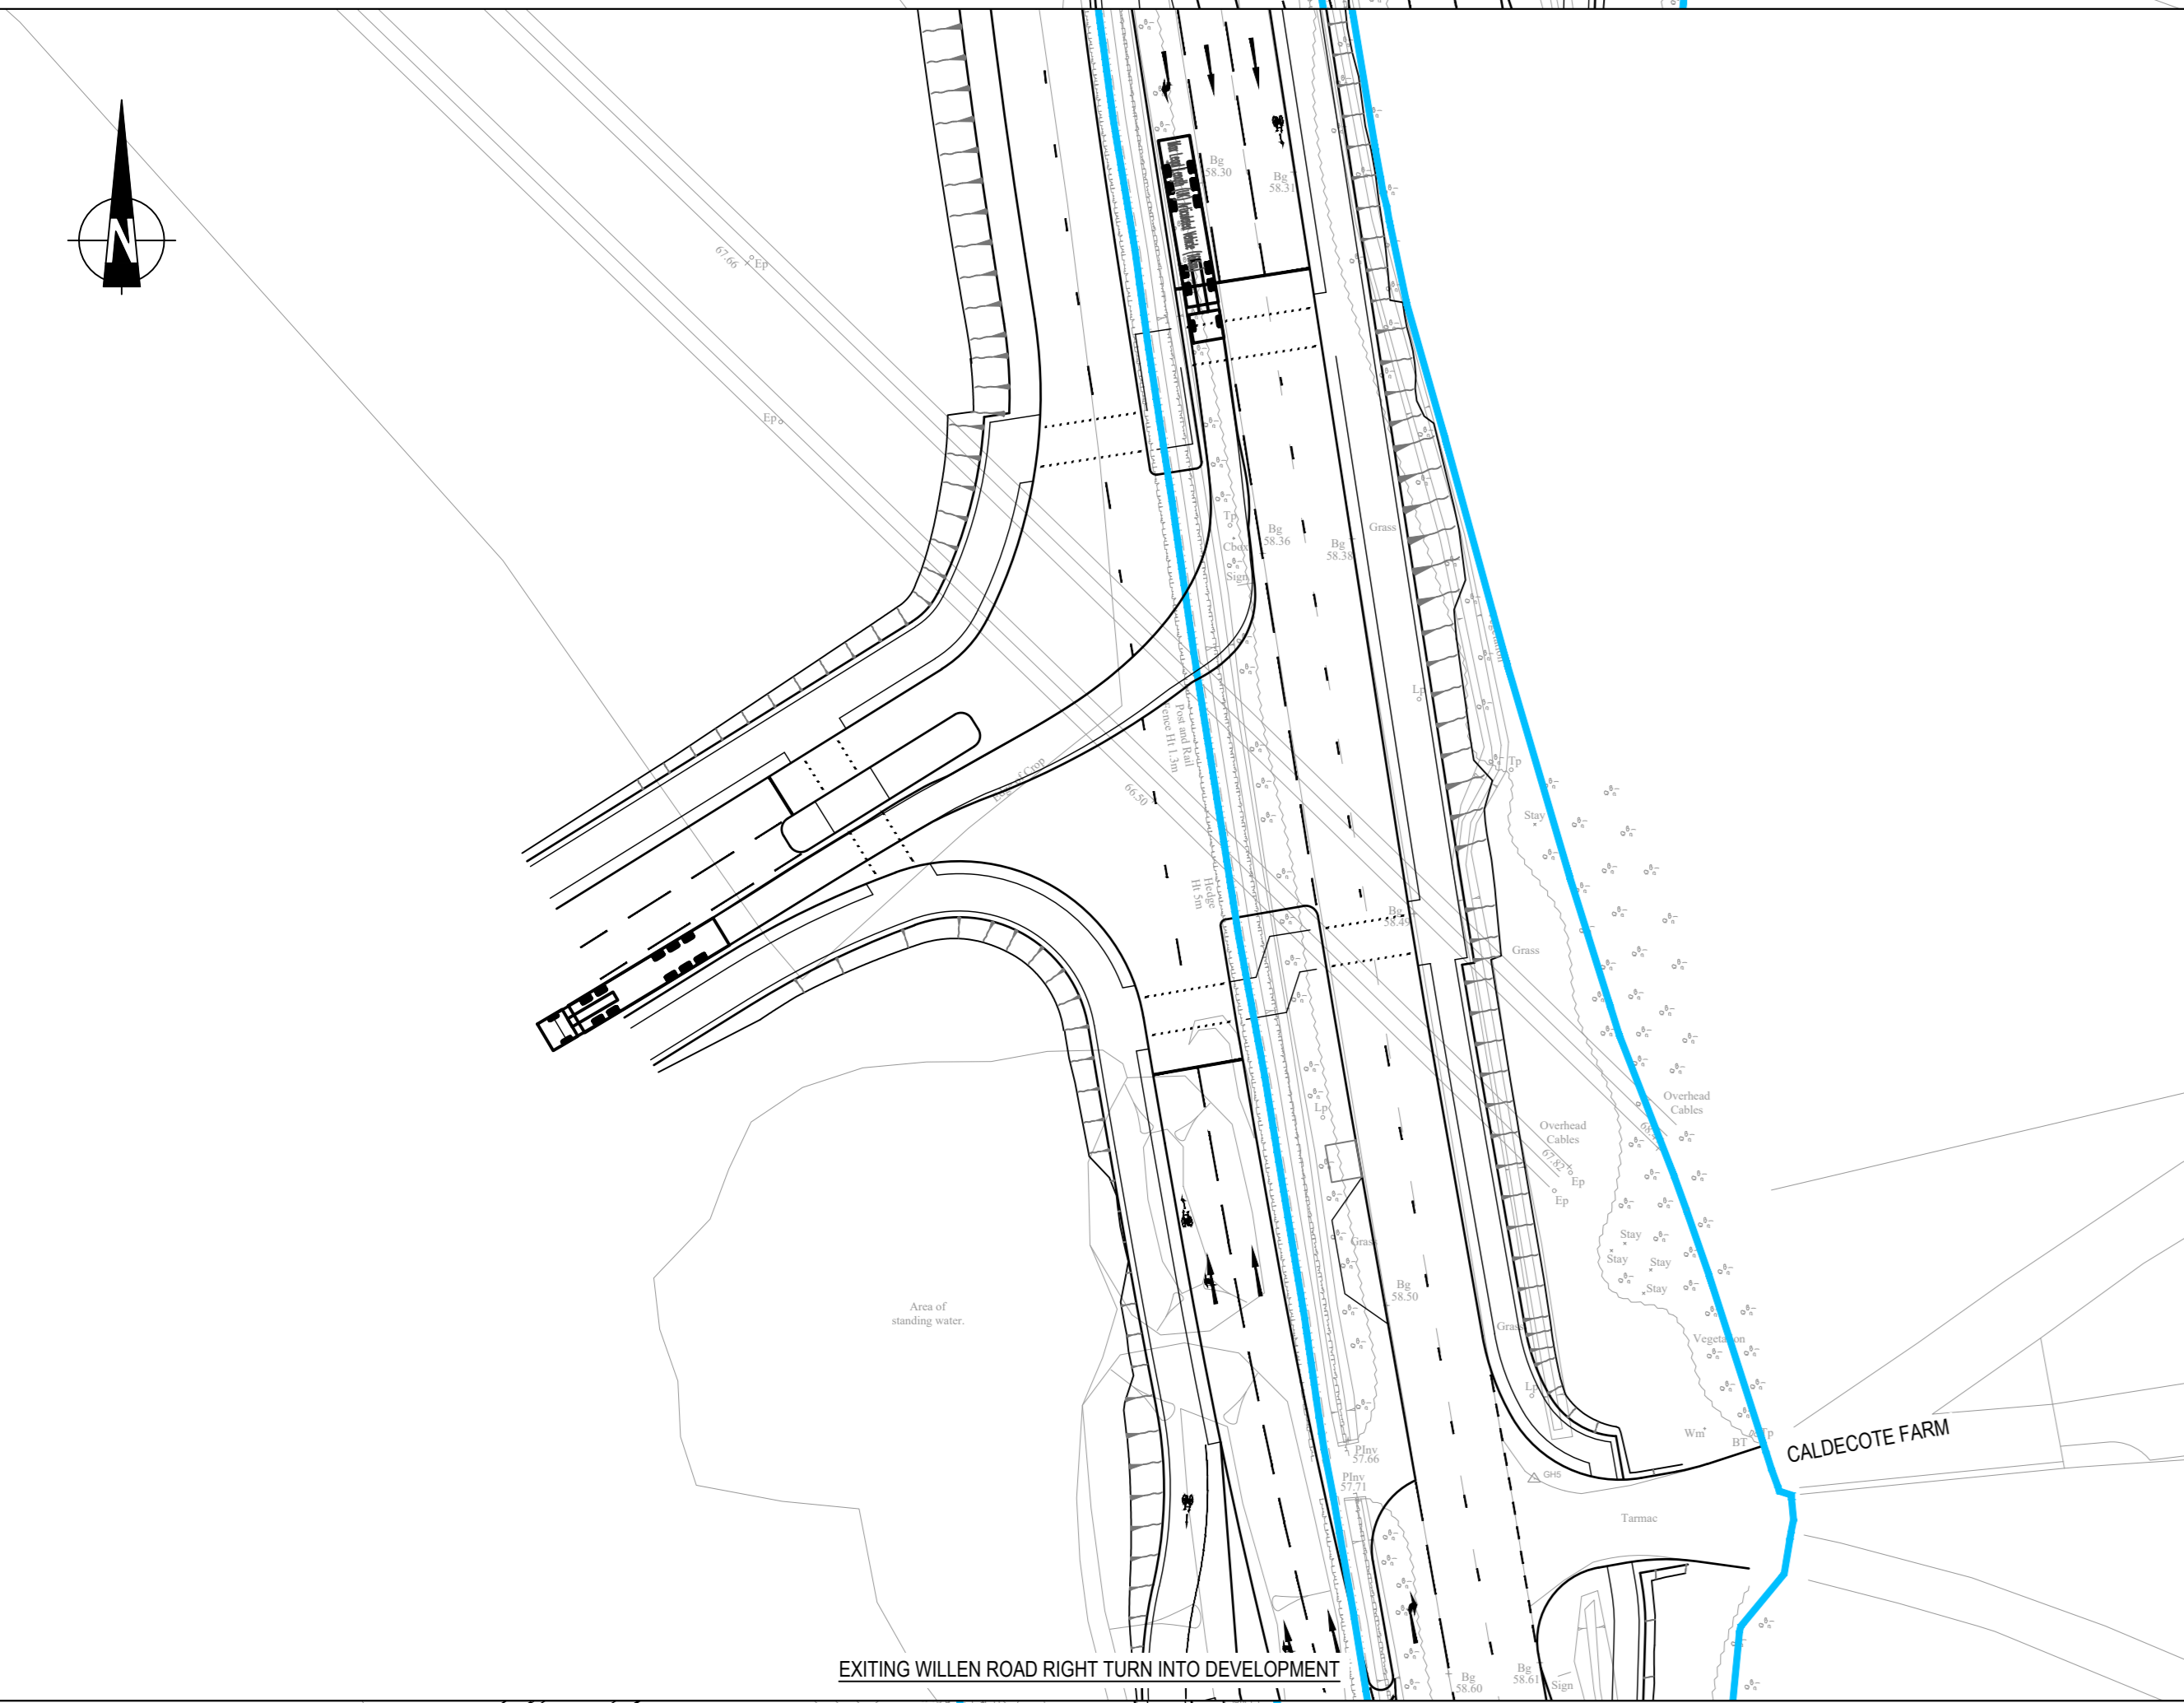 N
Bg
58.30
Bg
58.31
67.66
Ep
Ep
Tp
Cbox
Sign
Bg
58.36
Bg
58.38
Grass
Lp
Post and Rail
Fence Ht 1.3m
66.50
Tp
Stay
Hedge
Ht 5m
Bg
58.49
Grass
Lp
Overhead
Cables
Overhead
Cables
67.82
Ep
Ep
Stay
Stay
Stay
Stay
Grass
Bg
58.50
Area of
standing water.
Grass
Vegetation
Lp
Wm
BT
Tp
CALDECOTE FARM
PInv
57.66
PInv
57.71
GH5
Tarmac
EXITING WILLEN ROAD RIGHT TURN INTO DEVELOPMENT
Bg
58.60
Bg
58.61
Sign